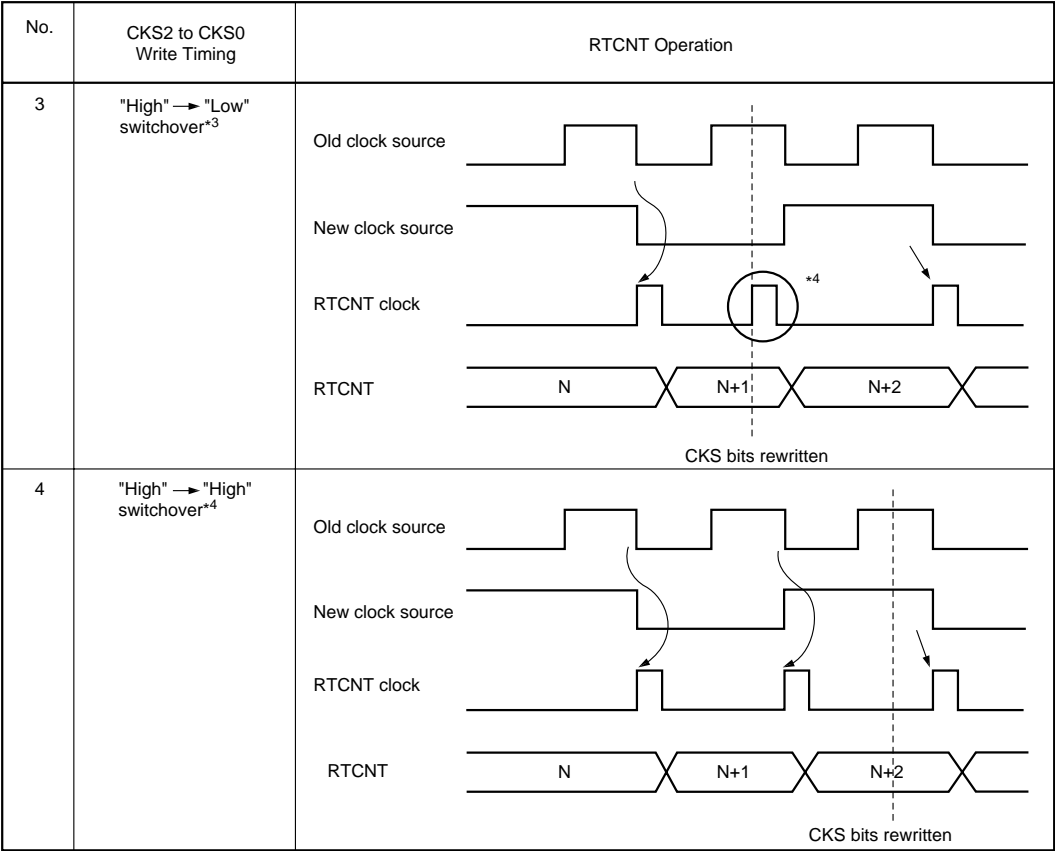 No.
CKS2 to CKS0
Write Timing
RTCNT Operation
3
"High" → "Low"
switchover*3
Old clock source
New clock source
RTCNT clock
*4
RTCNT
N
N+1
N+2
CKS bits rewritten
4
"High" → "High"
switchover*4
Old clock source
New clock source
RTCNT clock
RTCNT
N
N+1
N+2
CKS bits rewritten